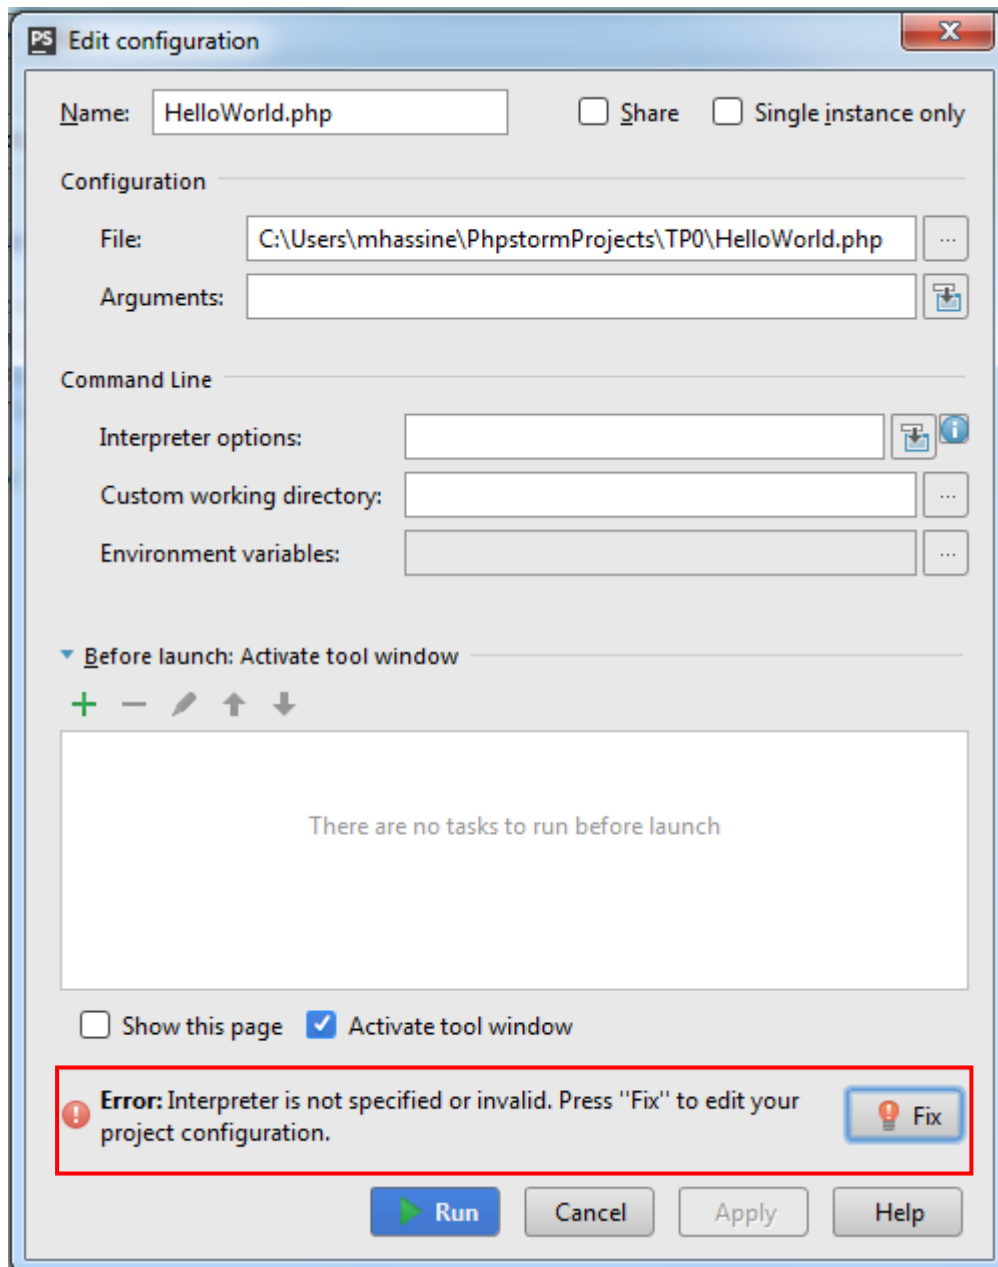 PS Edit configuration
Name: HelloWorld.php Share Single instance only
Configuration
File: C:\Users\mhassine\PhpstormProjects\TP0\HelloWorld.php ...
Arguments:
Command Line
Interpreter options:
Custom working directory: ...
Environment variables: ...
Before launch: Activate tool window
There are no tasks to run before launch
Show this page Activate tool window
Error: Interpreter is not specified or invalid. Press "Fix" to edit your
project configuration.
Fix
Run Cancel Apply Help